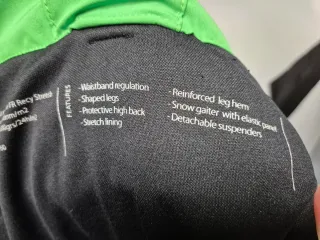 FEATURES
-Waistband regulation
-Shaped legs
-Protective high back
-Stretch lining
-Reinforced leg hem
-Snow gaiter with elastic panel
-Detachable suspenders